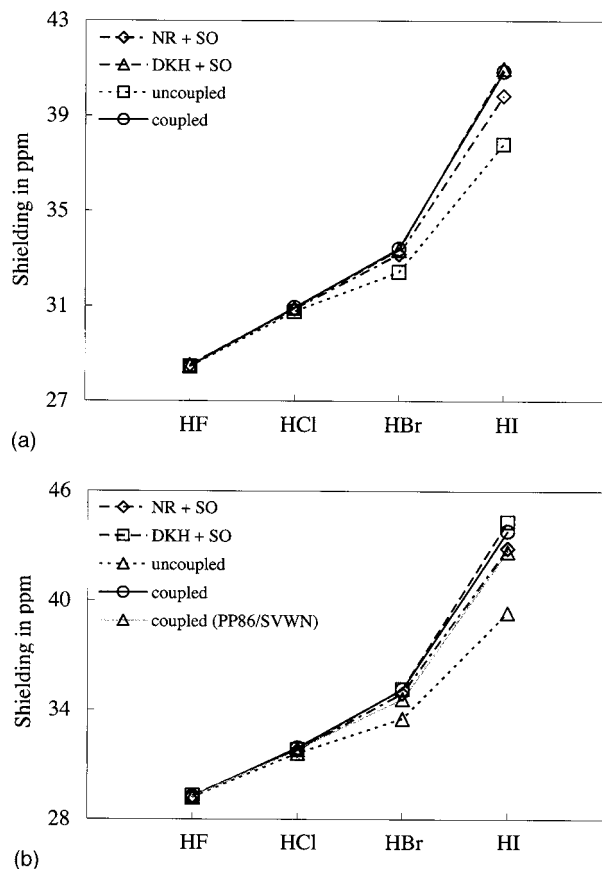 43
39
35
31
27
Shielding in ppm
NR + SO
DKH + SO
uncoupled
coupled
HF HCl HBr HI
(a)
46
40
34
28
Shielding in ppm
NR + SO
DKH + SO
uncoupled
coupled
coupled (PP86/SVWN)
HF HCl HBr HI
(b)